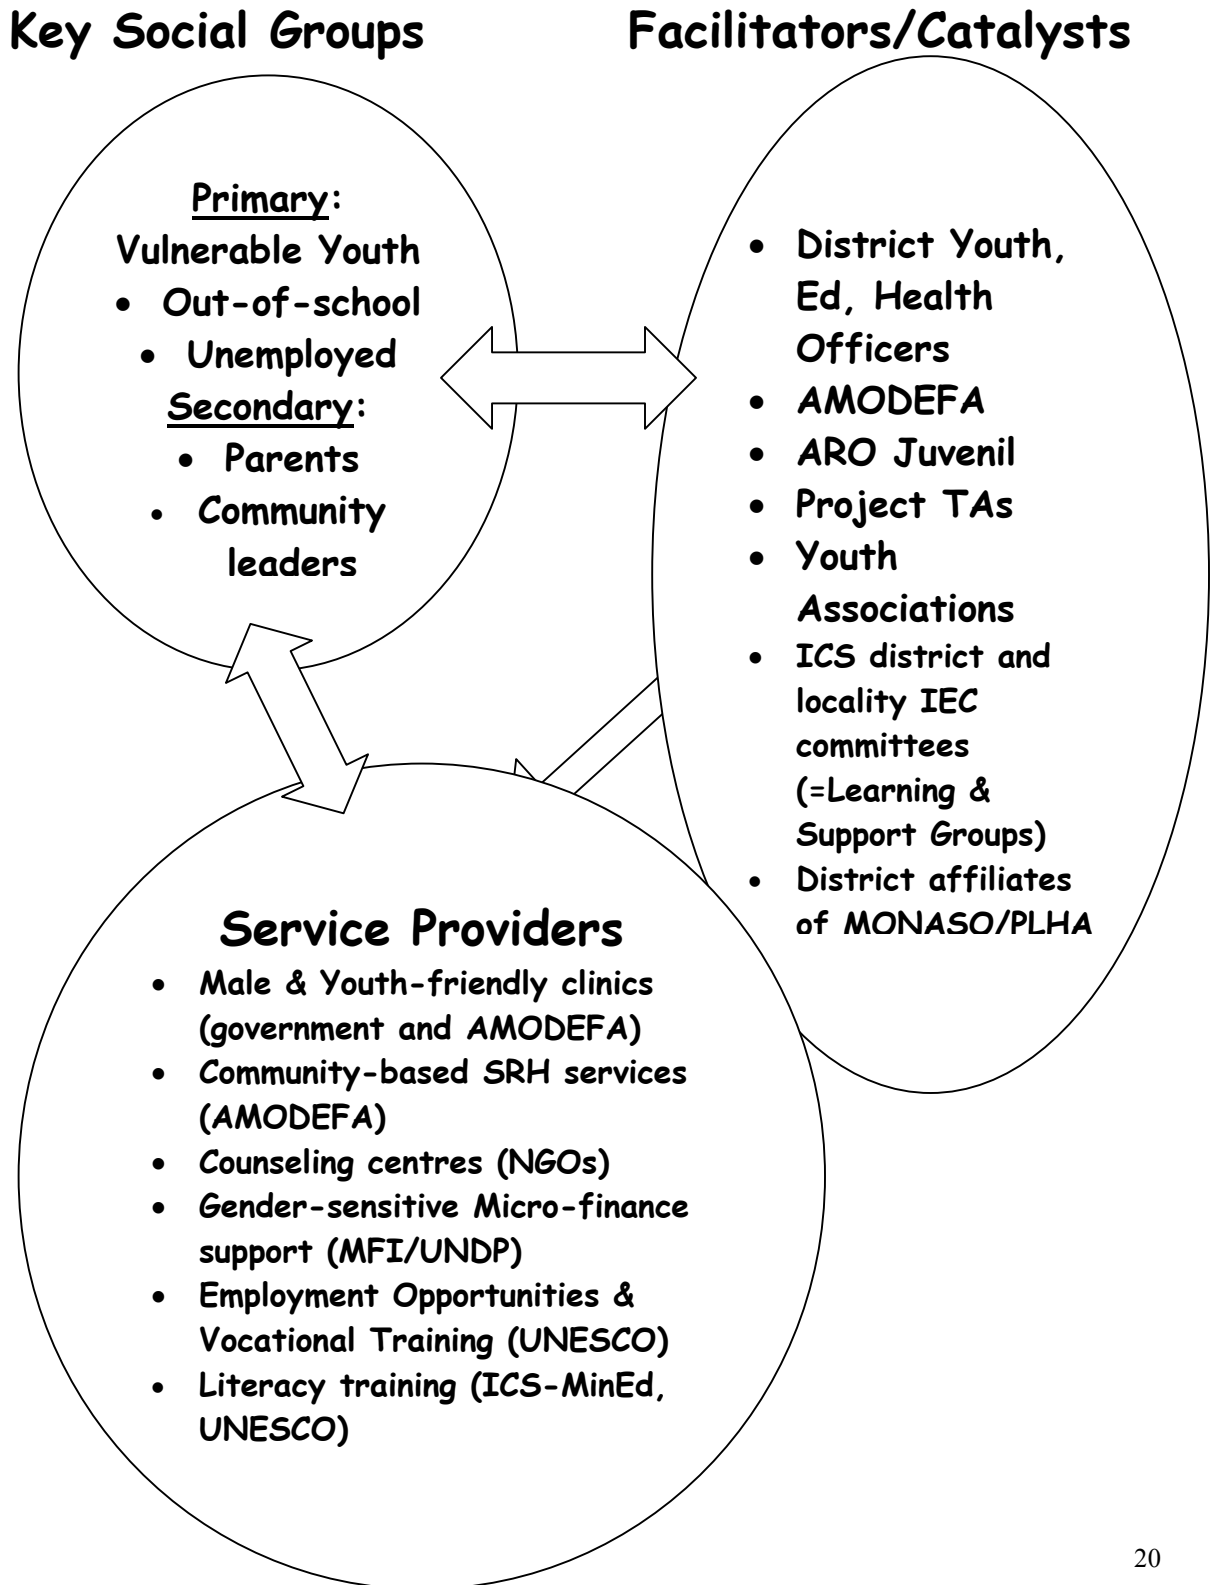 Key Social Groups
Facilitators/Catalysts
Primary:
Vulnerable Youth
• Out-of-school
• Unemployed
Secondary:
• Parents
• Community
leaders
• District Youth,
Ed, Health
Officers
• AMODEFA
• ARO Juvenil
• Project TAs
• Youth
Associations
• ICS district and
locality IEC
committees
(=Learning &
Support Groups)
• District affiliates
of MONASO/PLHA
Service Providers
• Male & Youth-friendly clinics
(government and AMODEFA)
• Community-based SRH services
(AMODEFA)
• Counseling centres (NGOs)
• Gender-sensitive Micro-finance
support (MFI/UNDP)
• Employment Opportunities &
Vocational Training (UNESCO)
• Literacy training (ICS-MinEd,
UNESCO)
20